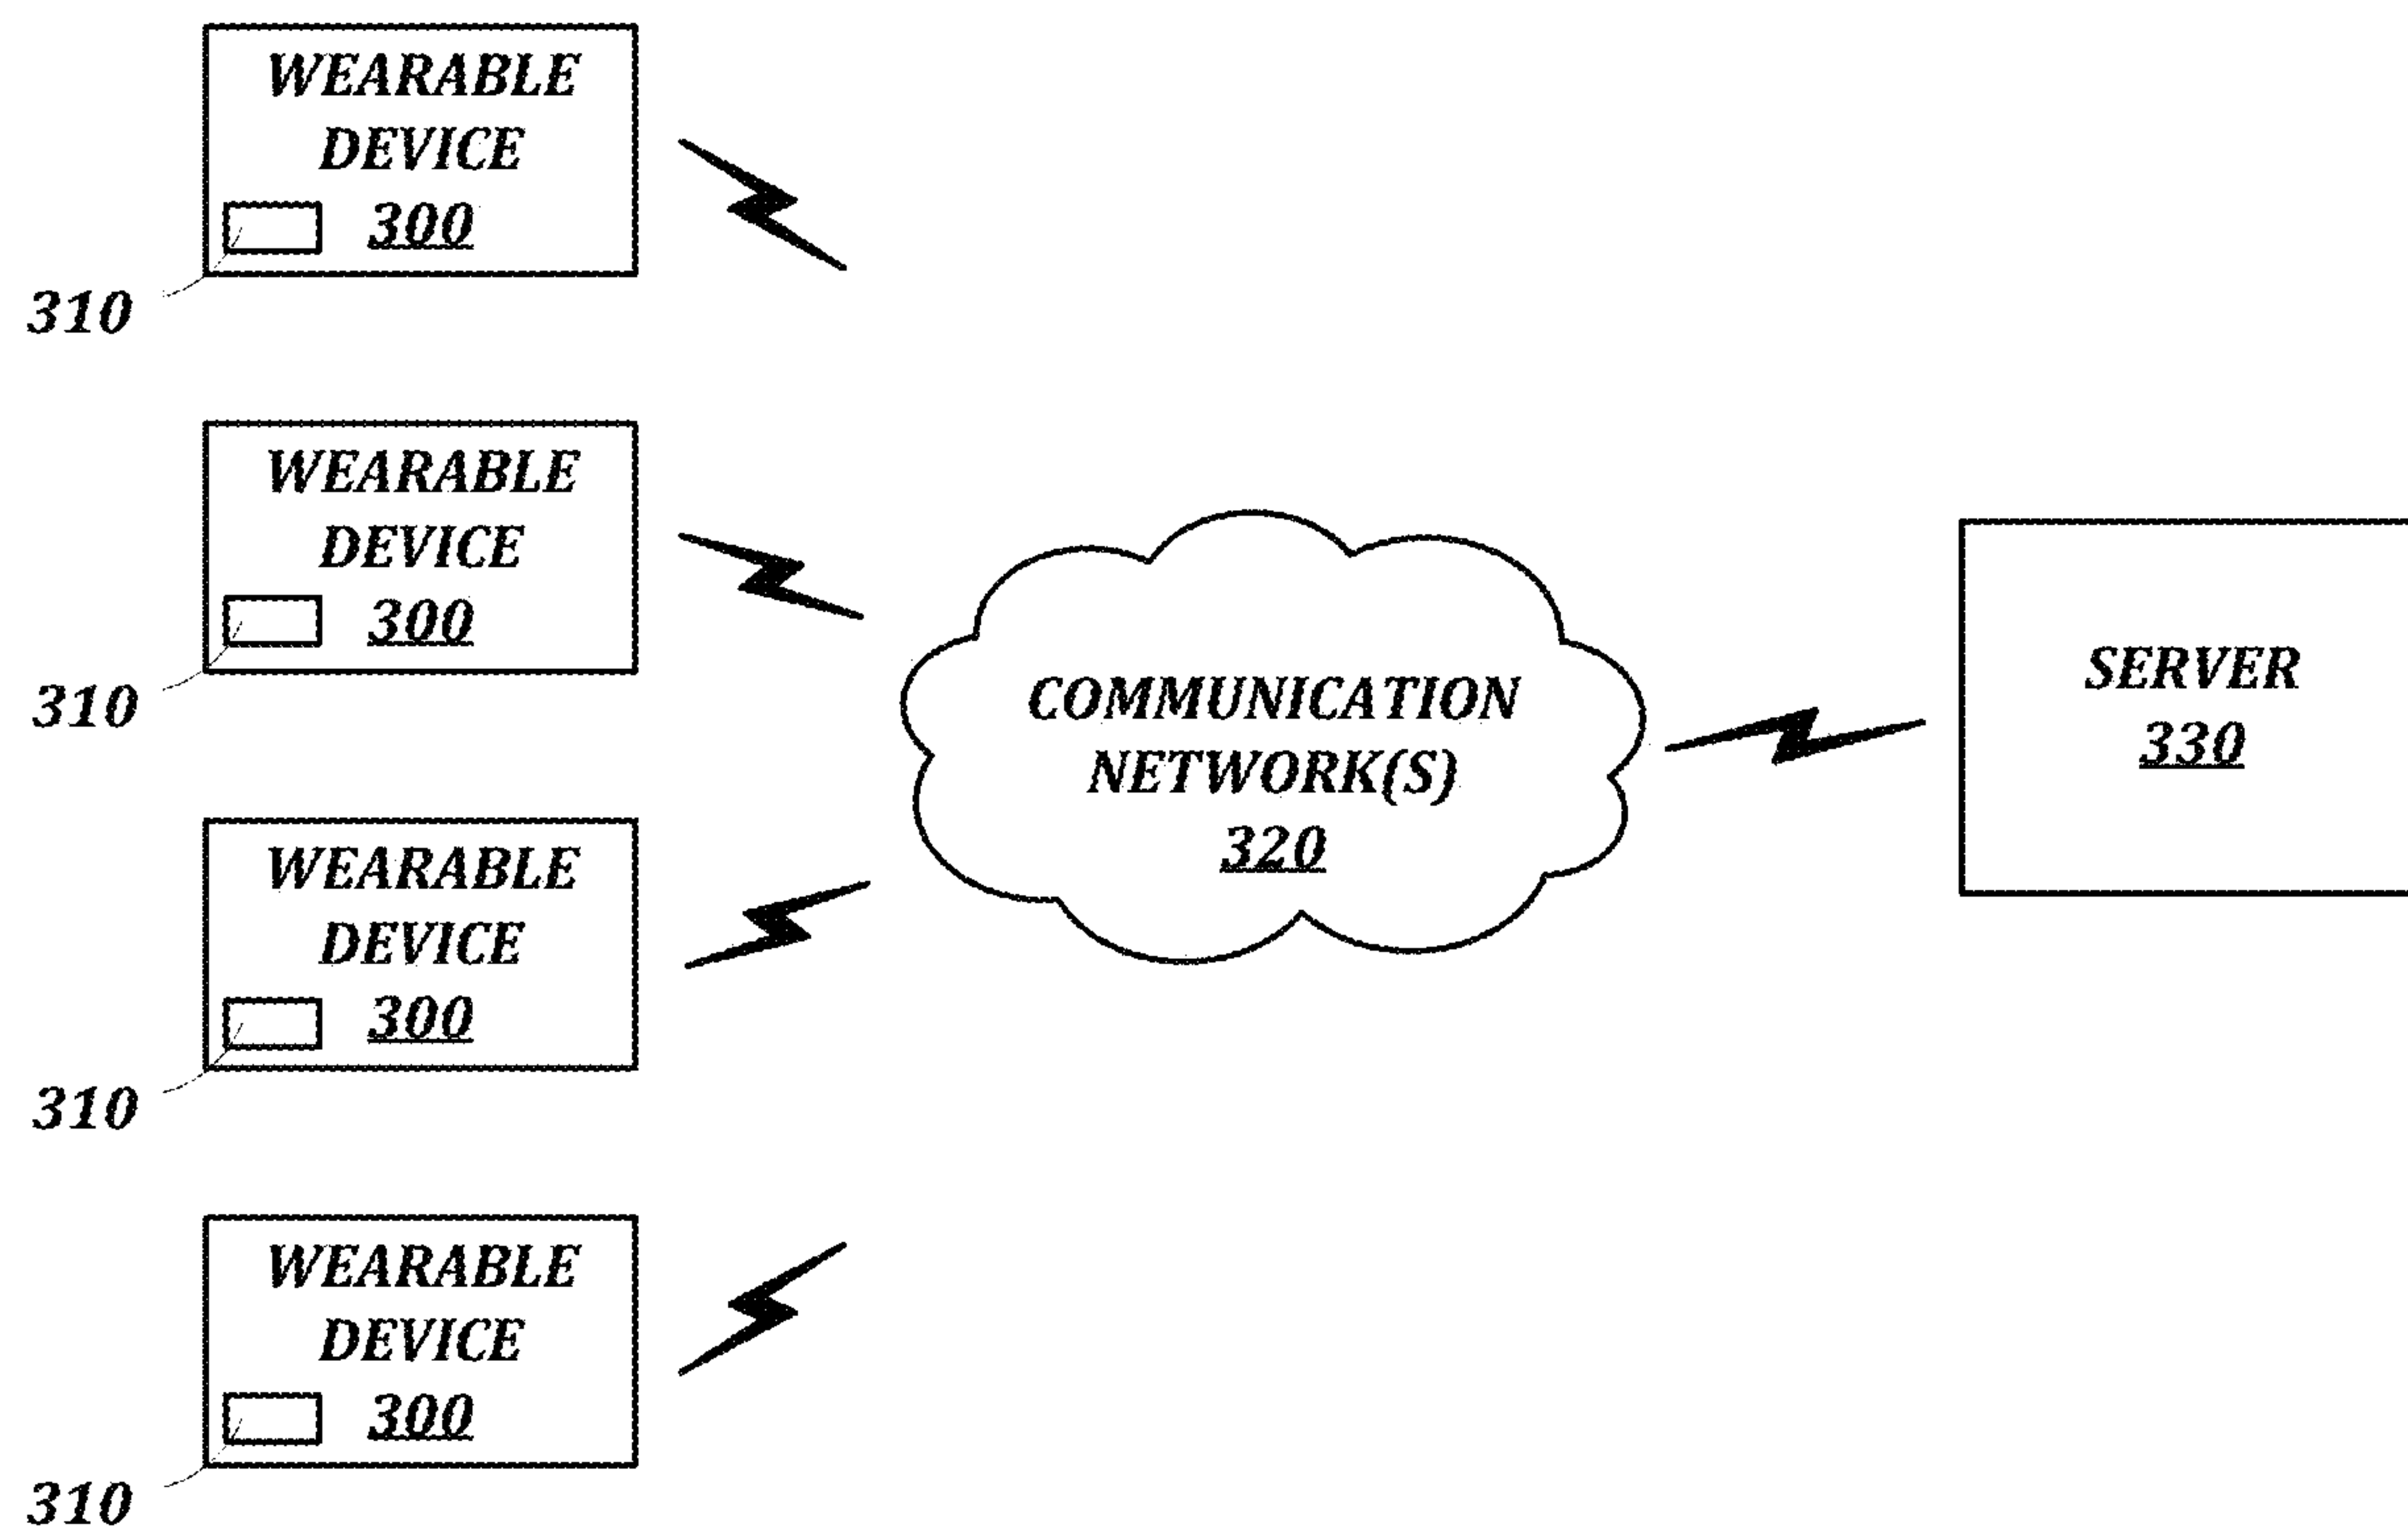 WEARABLE
DEVICE
300
310
WEARABLE
DEVICE
300
310
WEARABLE
DEVICE
300
310
WEARABLE
DEVICE
300
310
COMMUNICATION
NETWORK(S)
320
SERVER
330